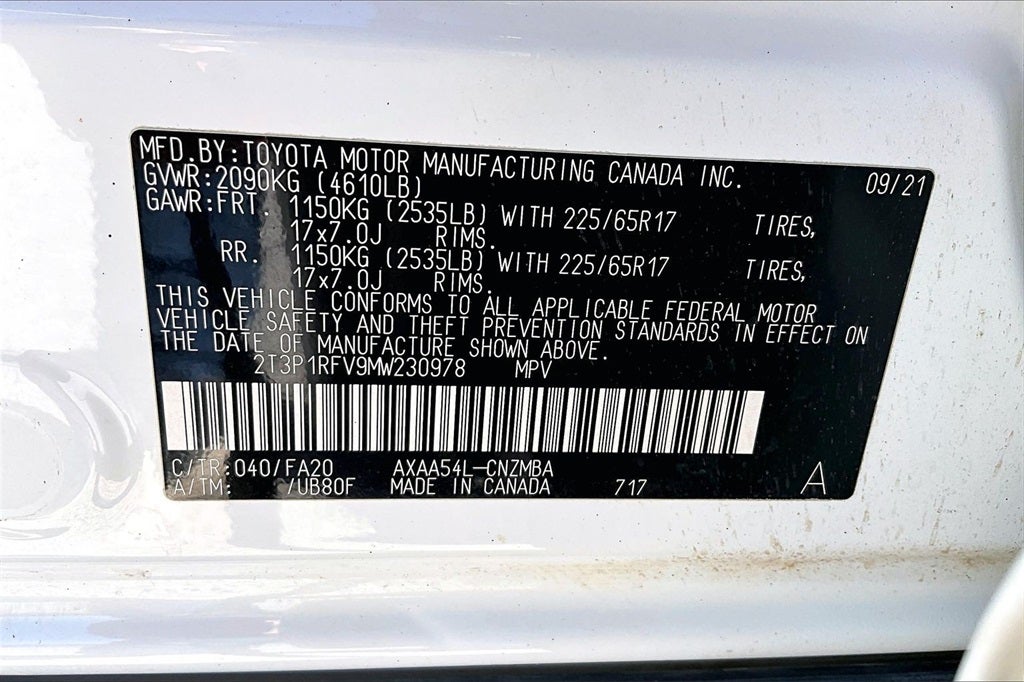 MFD.BY:TOYOTA MOTOR MANUFACTURING CANADA INC. 09/21
GVWR:2090KG (4610LB)
GAWR:FRT. 1150KG (2535LB) WITH 225/65R17 TIRES,
17x7.0J RIMS.
RR. 1150KG (2535LB) WITH 225/65R17 TIRES,
17x7.0J RIMS.
THIS VEHICLE CONFORMS TO ALL APPLICABLE FEDERAL MOTOR
VEHICLE SAFETY AND THEFT PREVENTION STANDARDS IN EFFECT ON
THE DATE OF MANUFACTURE SHOWN ABOVE.
2T3P1RFV9MW230978 MPV
C/TR:040/FA20 AXAA54L-CNZMBA
A/TM: /UB80F MADE IN CANADA 717 A